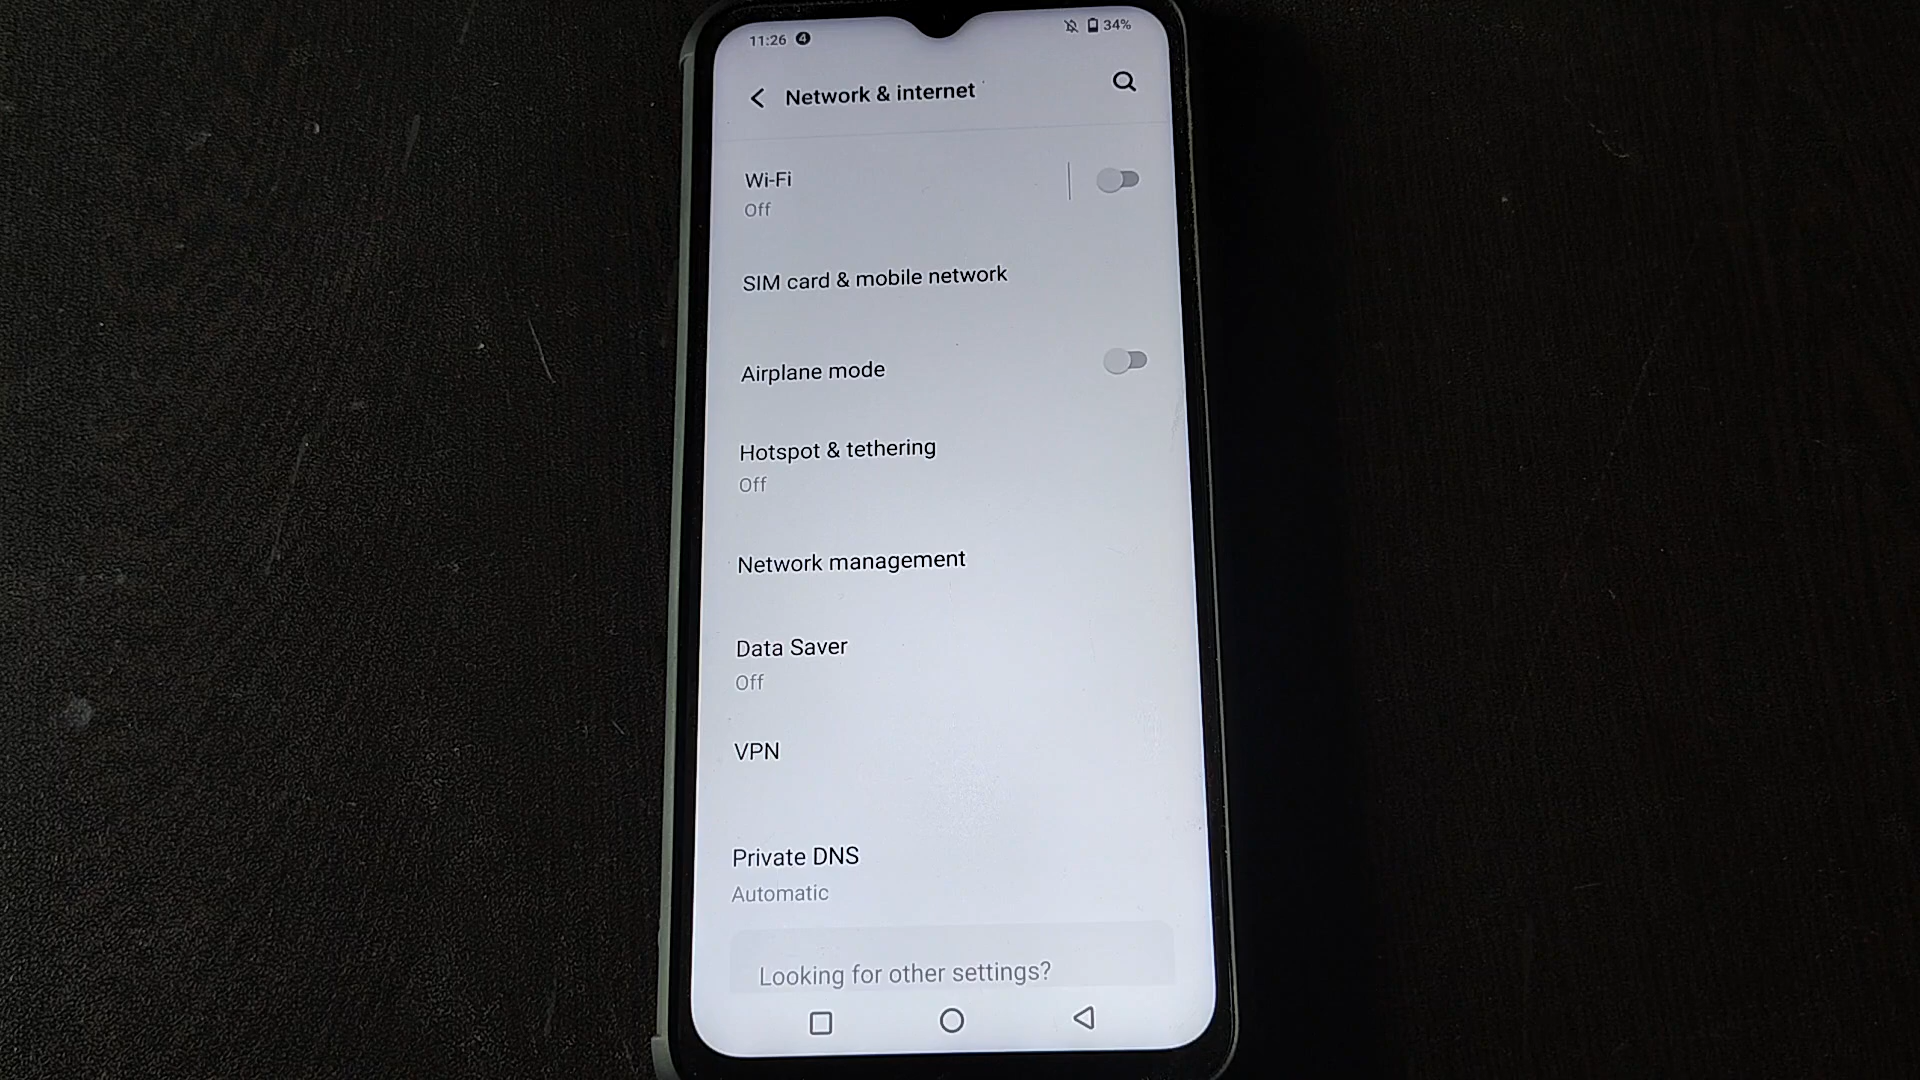 11:26 4 34%
Network & internet
Wi-Fi
Off
SIM card & mobile network
Airplane mode
Hotspot & tethering
Off
Network management
Data Saver
Off
VPN
Private DNS
Automatic
Looking for other settings?